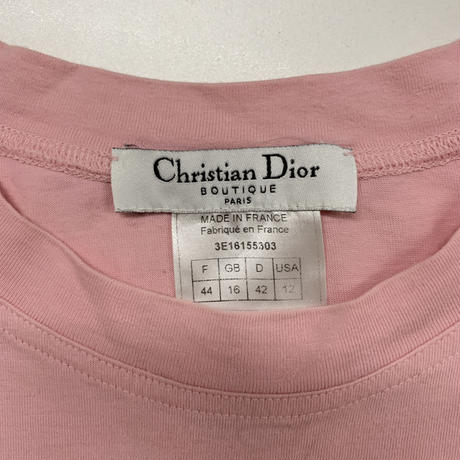 Christian Dior
BOUTIQUE
PARIS
MADE IN FRANCE
Fabriqué en France
3E16155303
F GB D USA
44 16 42 12